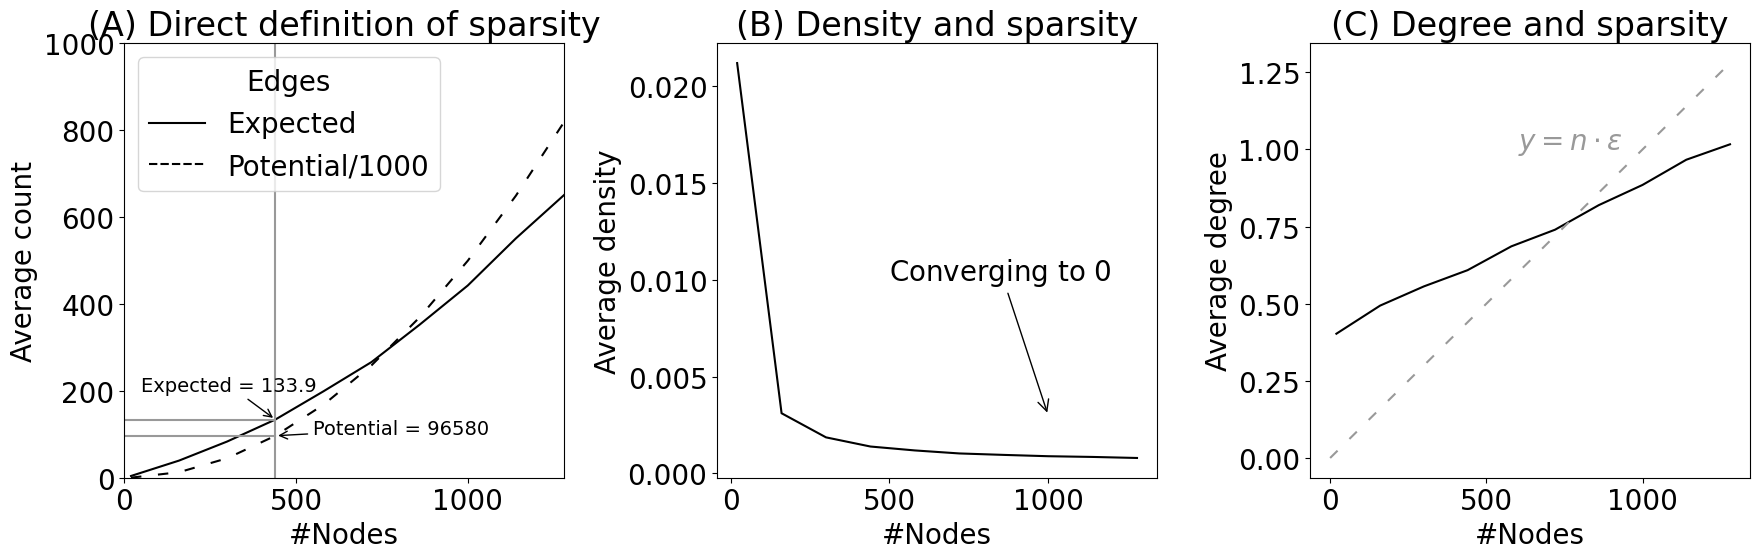 (A) Direct definition of sparsity
Average count
1000
800
600
400
200
0
Edges
Expected
Potential/1000
Expected = 133.9
Potential = 96580
0
500
1000
#Nodes
(B) Density and sparsity
Average density
0.020
0.015
0.010
0.005
0.000
Converging to 0
0
500
1000
#Nodes
(C) Degree and sparsity
Average degree
1.25
1.00
0.75
0.50
0.25
0.00
y = n · ε
0
500
1000
#Nodes